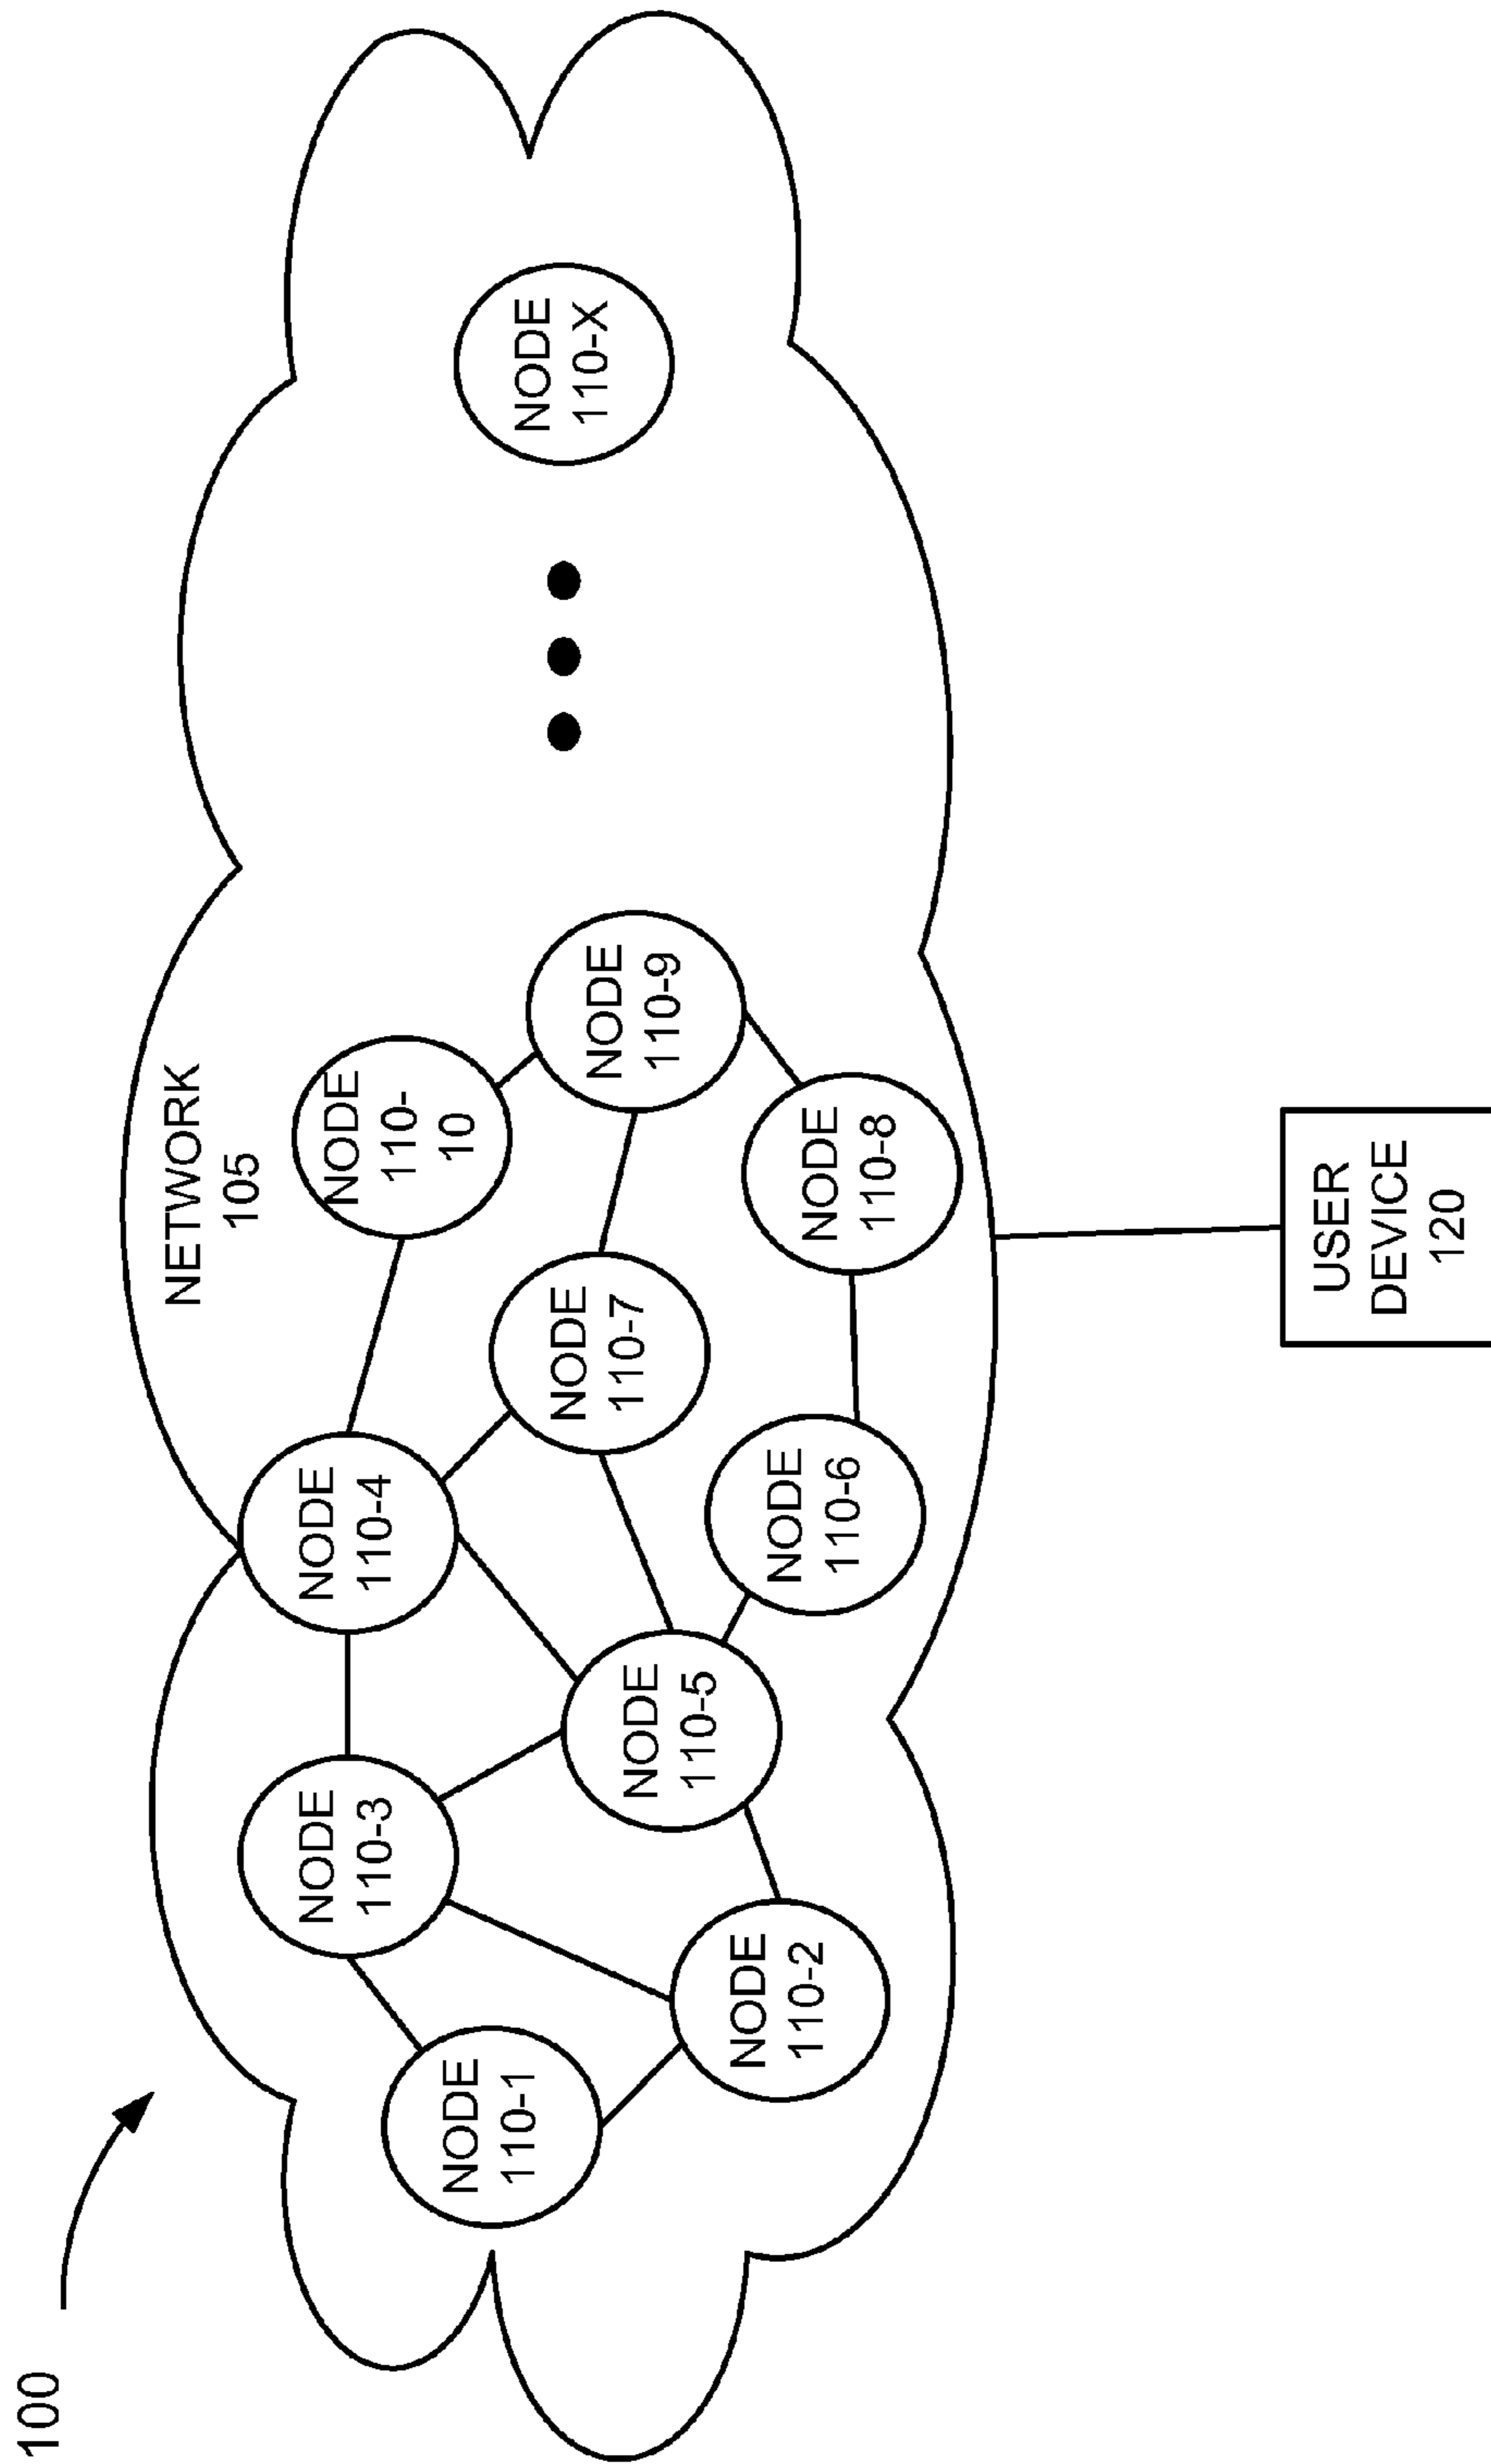 100
NETWORK
105
NODE
110-1
NODE
110-2
NODE
110-3
NODE
110-4
NODE
110-5
NODE
110-6
NODE
110-7
NODE
110-8
NODE
110-9
NODE
110-
10
NODE
110-X
USER
DEVICE
120